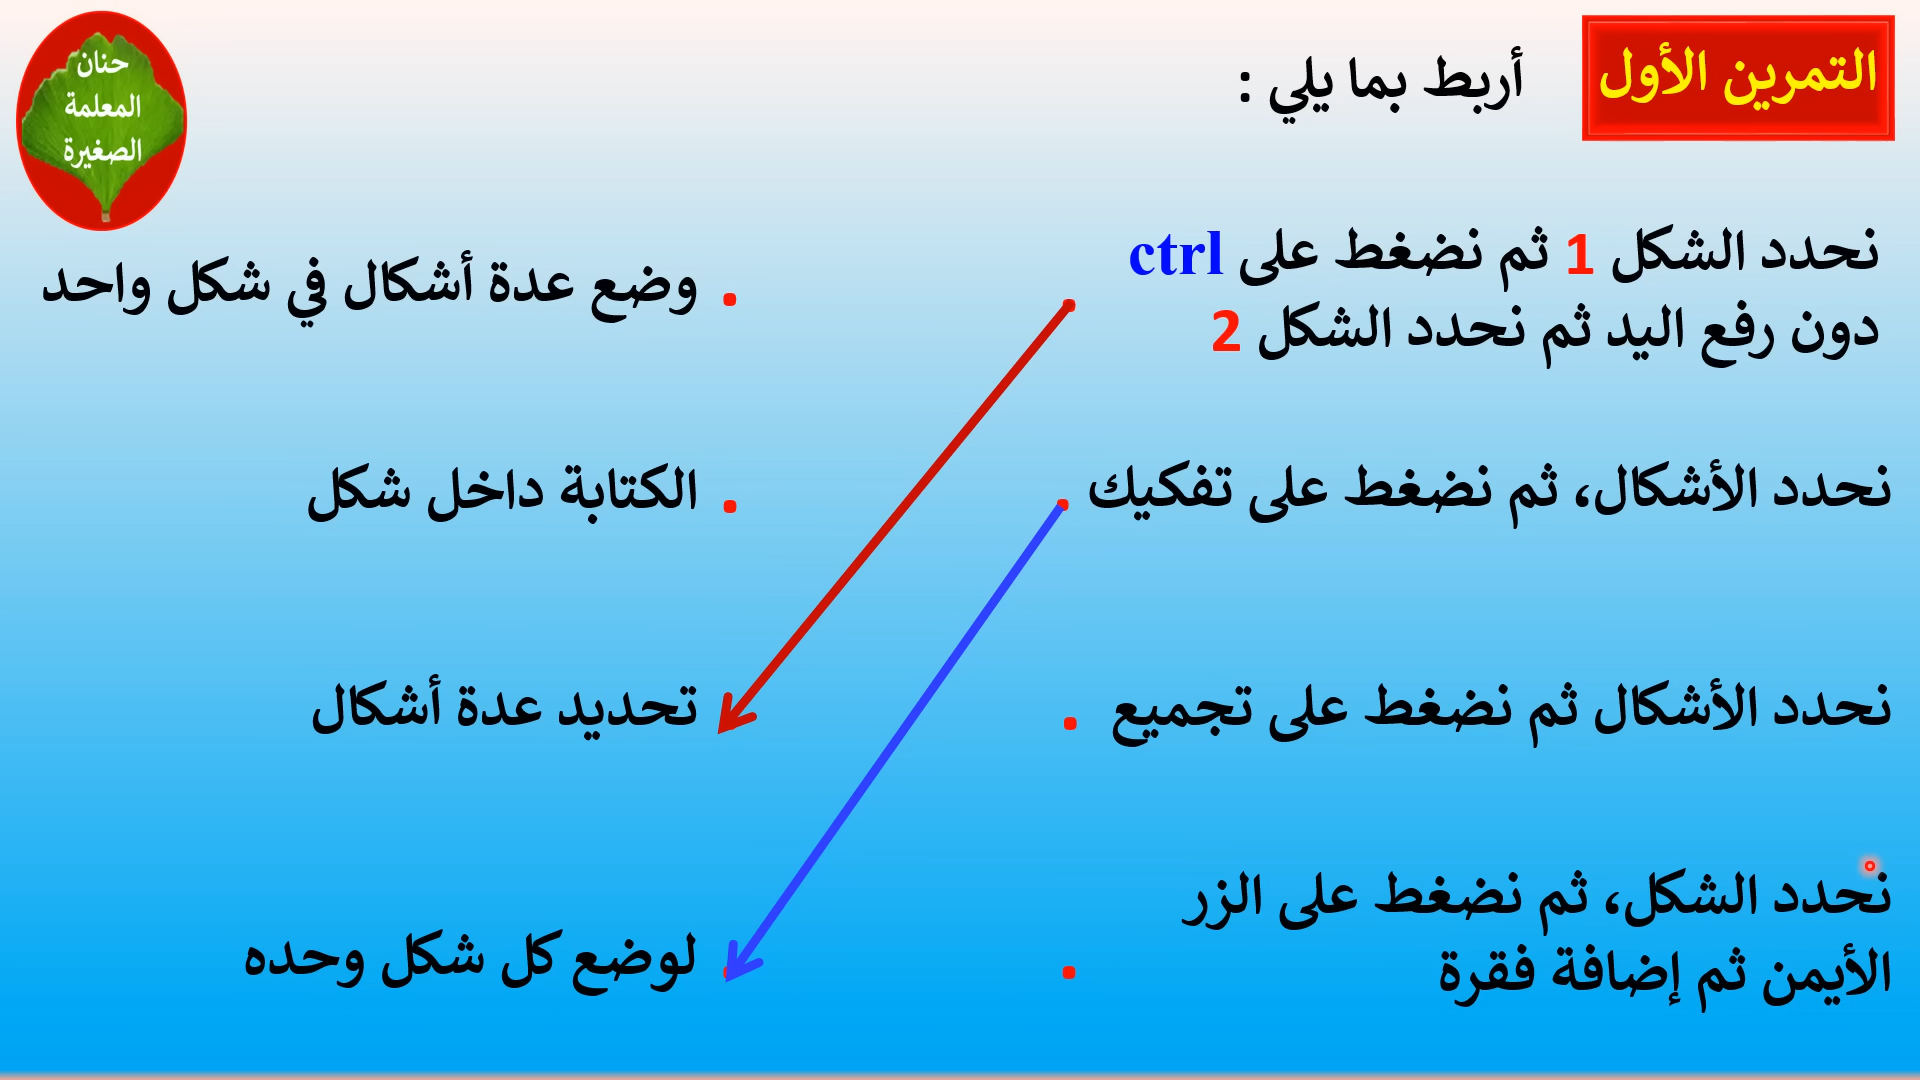 التمرين الأول
أربط بما يلي :
حنان
المعلمة
الصغيرة
نحدد الشكل 1 ثم نضغط على ctrl
دون رفع اليد ثم نحدد الشكل 2
وضع عدة أشكال في شكل واحد
نحدد الأشكال، ثم نضغط على تفكيك
الكتابة داخل شكل
نحدد الأشكال ثم نضغط على تجميع
تحديد عدة أشكال
نحدد الشكل، ثم نضغط على الزر
الأيمن ثم إضافة فقرة
لوضع كل شكل وحده